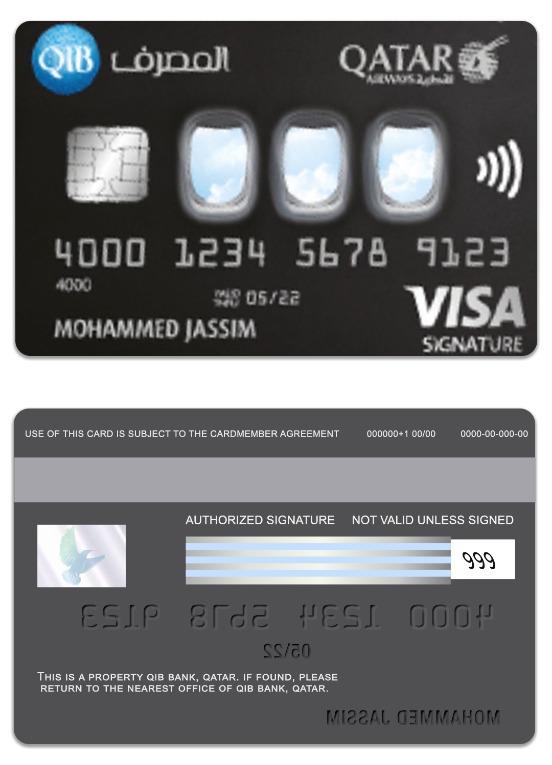 QIB المصرف
QATAR
AIRWAYS القطرية
4000 1234 5678 9123
4000
05/22
VISA
SIGNATURE
MOHAMMED JASSIM
USE OF THIS CARD IS SUBJECT TO THE CARDMEMBER AGREEMENT 000000+1 00/00 0000-00-000-00
AUTHORIZED SIGNATURE NOT VALID UNLESS SIGNED
999
4000 1234 5678 9123
05/22
THIS IS A PROPERTY QIB BANK, QATAR. IF FOUND, PLEASE
RETURN TO THE NEAREST OFFICE OF QIB BANK, QATAR.
MOHAMMED JASSIM